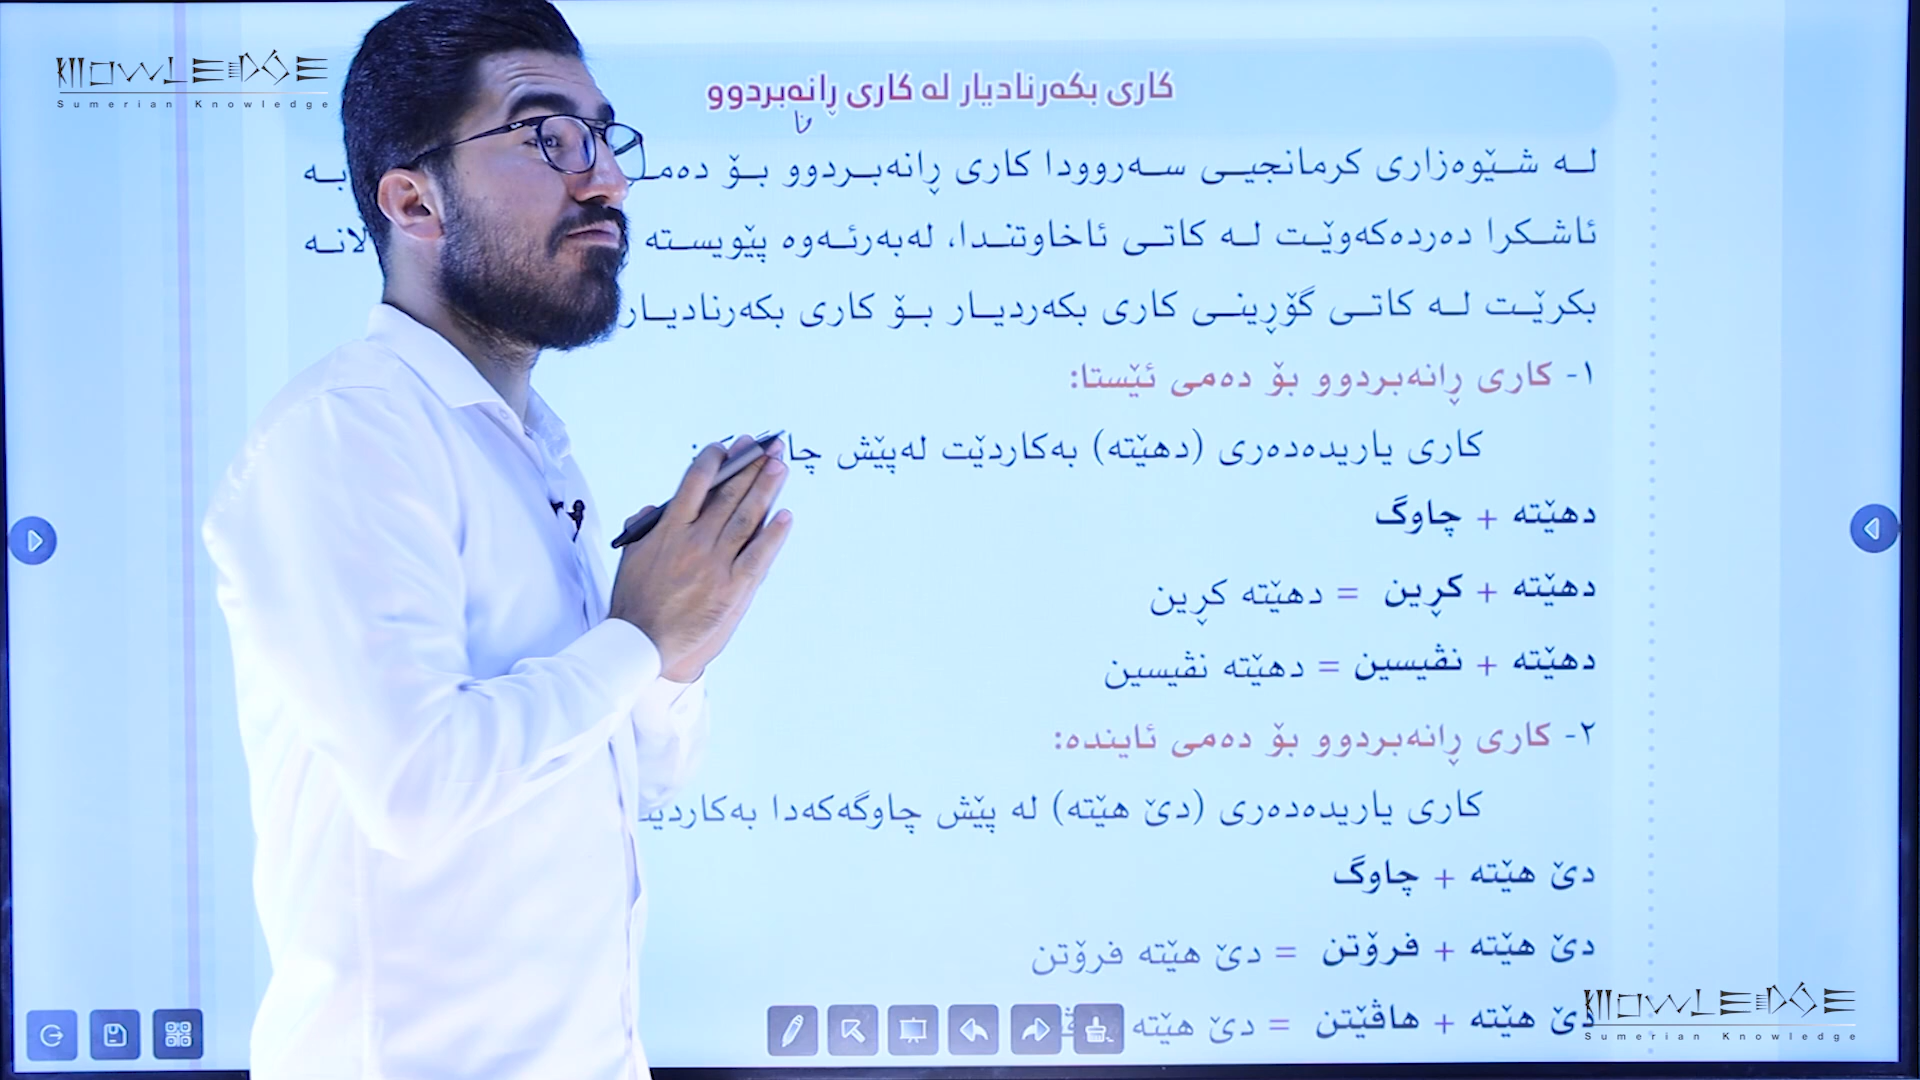 KNOWLEDGE
Sumerian Knowledge
کاری بکەرنادیار لە کاری ڕانەبردوو
نا
لە شێوەزاری کرمانجیی سەروودا کاری ڕانەبردوو بۆ بە
ئاشکرا دەردەکەوێت لە کاتی ئاخاوتندا، لەبەرئەوە پێویستە
بکرێت لە کاتی گۆڕینی کاری بکەردیار بۆ کاری بکەرنادیار
١- کاری ڕانەبردوو بۆ دەمی ئێستا:
کاری یاریدەدەری (دهێتە) بەکاردێت لەپێش
دهێتە + چاوگ
دهێتە + کڕین = دهێتە کڕین
دهێتە + نڤیسین = دهێتە نڤیسین
٢- کاری ڕانەبردوو بۆ دەمی ئایندە:
کاری یاریدەدەری (دێ هێتە) لە پێش چاوگەکەدا
دێ هێتە + چاوگ
دێ هێتە + فرۆتن = دێ هێتە فرۆتن
دێ هێتە + هاڤێتن = دێ هێتە
KNOWLEDGE
Sumerian Knowledge